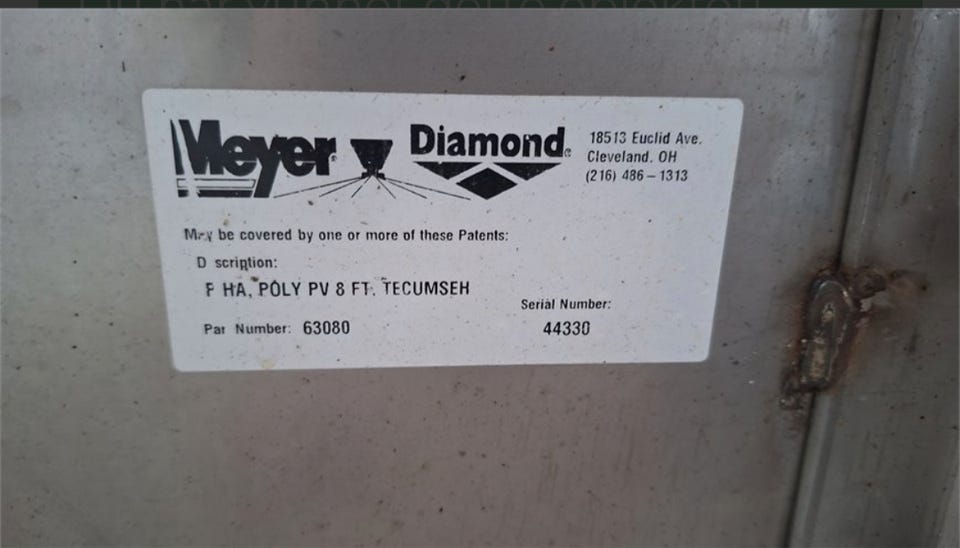 Meyer® Diamond®
18513 Euclid Ave.
Cleveland, OH
(216) 486-1313
May be covered by one or more of these Patents:
D scription:
P HA, POLY PV 8 FT. TECUMSEH
Serial Number:
Par Number: 63080
44330